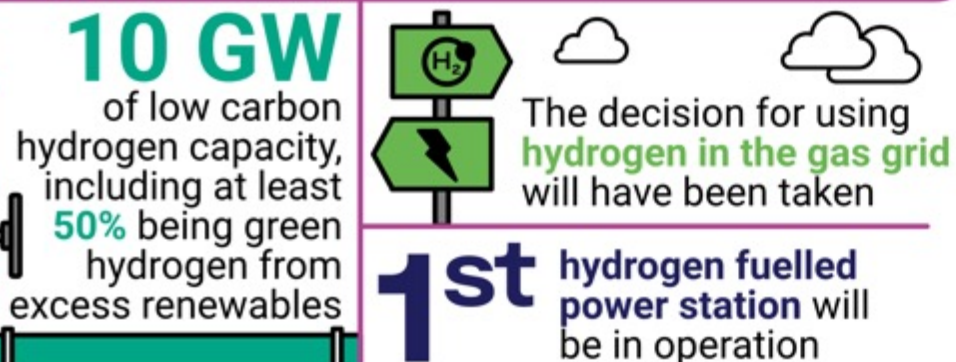 10 GW
of low carbon
hydrogen capacity,
including at least
50% being green
hydrogen from
excess renewables
H₂
The decision for using
hydrogen in the gas grid
will have been taken
1st
hydrogen fuelled
power station will
be in operation